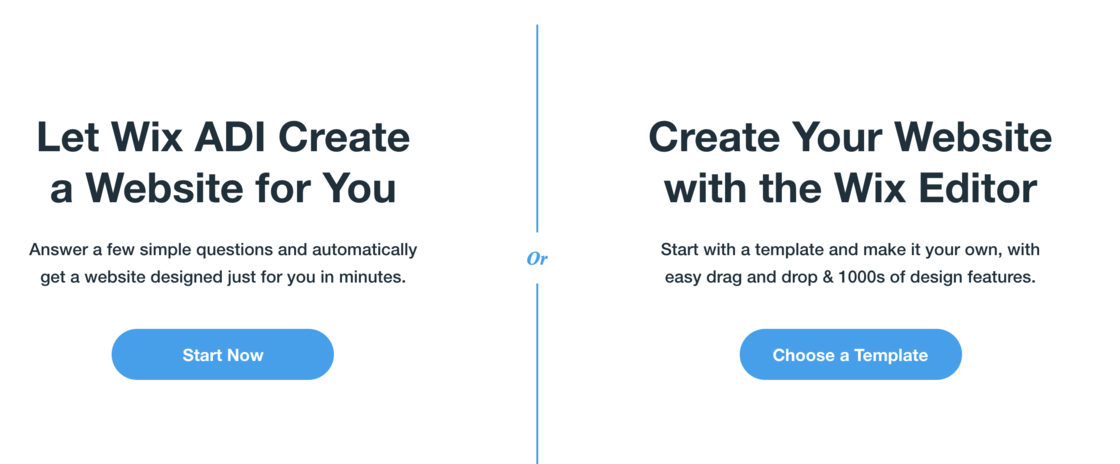 Let Wix ADI Create
a Website for You
Answer a few simple questions and automatically
get a website designed just for you in minutes.
Start Now
Or
Create Your Website
with the Wix Editor
Start with a template and make it your own, with
easy drag and drop & 1000s of design features.
Choose a Template